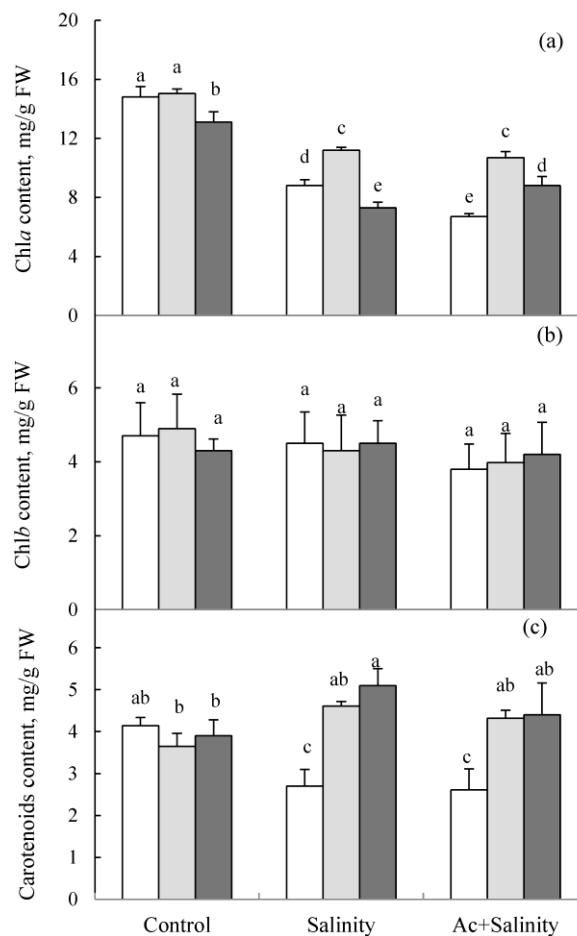 20
(a)
a
a
b
16
c
c
12
d
d
e
e
8
4
0
Chla content, mg/g FW
(b)
a
a
a
a
a
a
a
a
a
6
4
2
0
Chlb content, mg/g FW
(c)
6
a
ab
ab
ab
ab
b
b
5
4
c
c
3
2
1
0
Carotenoids content, mg/g FW
Control
Salinity
Ac+Salinity